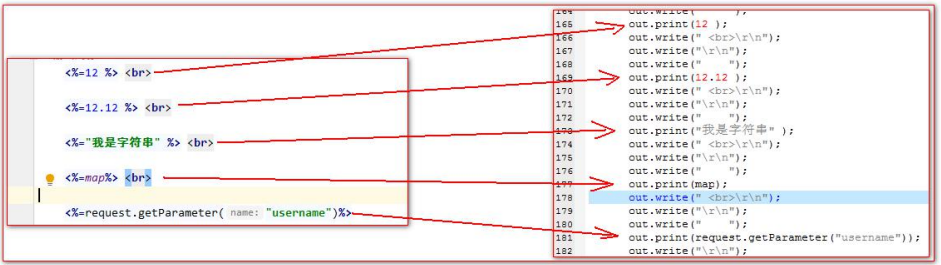 <%=12 %> <br>
<%=12.12 %> <br>
<%="我是字符串" %> <br>
<%=map%> <br>
<%=request.getParameter( name: "username")%>
164 out.write("    ");
165 out.print(12 );
166 out.write(" <br>\r\n");
167 out.write("\r\n");
168 out.write("    ");
169 out.print(12.12 );
170 out.write(" <br>\r\n");
171 out.write("\r\n");
172 out.write("    ");
173 out.print("我是字符串" );
174 out.write(" <br>\r\n");
175 out.write("\r\n");
176 out.write("    ");
177 out.print(map);
178 out.write(" <br>\r\n");
179 out.write("\r\n");
180 out.write("    ");
181 out.print(request.getParameter("username"));
182 out.write("\r\n");